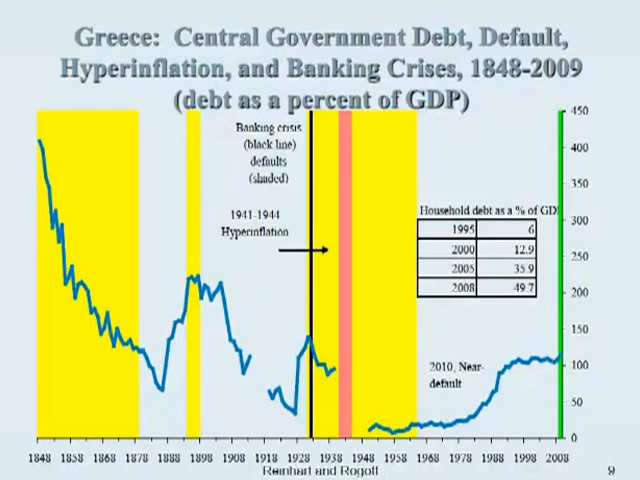 Greece: Central Government Debt, Default,
Hyperinflation, and Banking Crises, 1848-2009
(debt as a percent of GDP)
Banking crisis
(black line)
defaults
(shaded)
1941-1944
Hyperinflation
Household debt as a % of GD
1995 6
2000 12.9
2005 35.9
2008 49.7
2010, Near-
default
450
400
350
300
250
200
150
100
50
0
1848 1858 1868 1878 1888 1898 1908 1918 1928 1938 1948 1958 1968 1978 1988 1998 2008
Reinhart and Rogoff
9